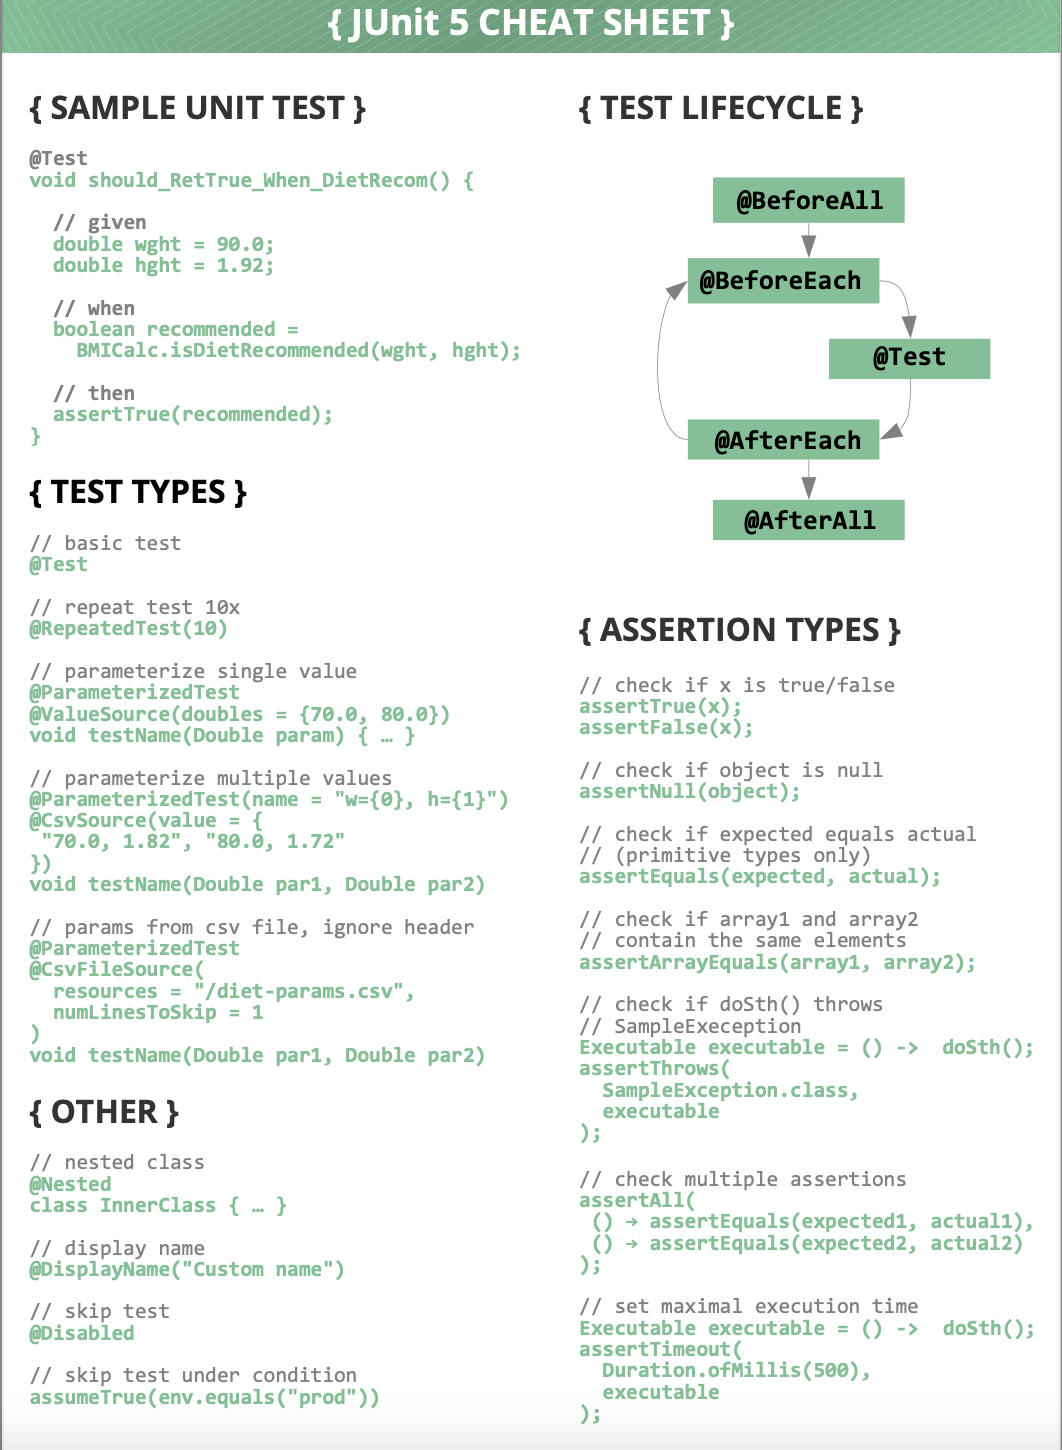 { JUnit 5 CHEAT SHEET }
{ SAMPLE UNIT TEST }
@Test
void should_RetTrue_When_DietRecom() {
// given
double wght = 90.0;
double hght = 1.92;
// when
boolean recommended =
BMICalc.isDietRecommended(wght, hght);
// then
assertTrue(recommended);
}
{ TEST TYPES }
// basic test
@Test
// repeat test 10x
@RepeatedTest(10)
// parameterize single value
@ParameterizedTest
@ValueSource(doubles = {70.0, 80.0})
void testName(Double param) { … }
// parameterize multiple values
@ParameterizedTest(name = "w={0}, h={1}")
@CsvSource(value = {
"70.0, 1.82", "80.0, 1.72"
})
void testName(Double par1, Double par2)
// params from csv file, ignore header
@ParameterizedTest
@CsvFileSource(
resources = "/diet-params.csv",
numLinesToSkip = 1
)
void testName(Double par1, Double par2)
{ OTHER }
// nested class
@Nested
class InnerClass { … }
// display name
@DisplayName("Custom name")
// skip test
@Disabled
// skip test under condition
assumeTrue(env.equals("prod"))
{ TEST LIFECYCLE }
@BeforeAll
@BeforeEach
@Test
@AfterEach
@AfterAll
{ ASSERTION TYPES }
// check if x is true/false
assertTrue(x);
assertFalse(x);
// check if object is null
assertNull(object);
// check if expected equals actual
// (primitive types only)
assertEquals(expected, actual);
// check if array1 and array2
// contain the same elements
assertArrayEquals(array1, array2);
// check if doSth() throws
// SampleExeception
Executable executable = () -> doSth();
assertThrows(
SampleException.class,
executable
);
// check multiple assertions
assertAll(
() → assertEquals(expected1, actual1),
() → assertEquals(expected2, actual2)
);
// set maximal execution time
Executable executable = () -> doSth();
assertTimeout(
Duration.ofMillis(500),
executable
);